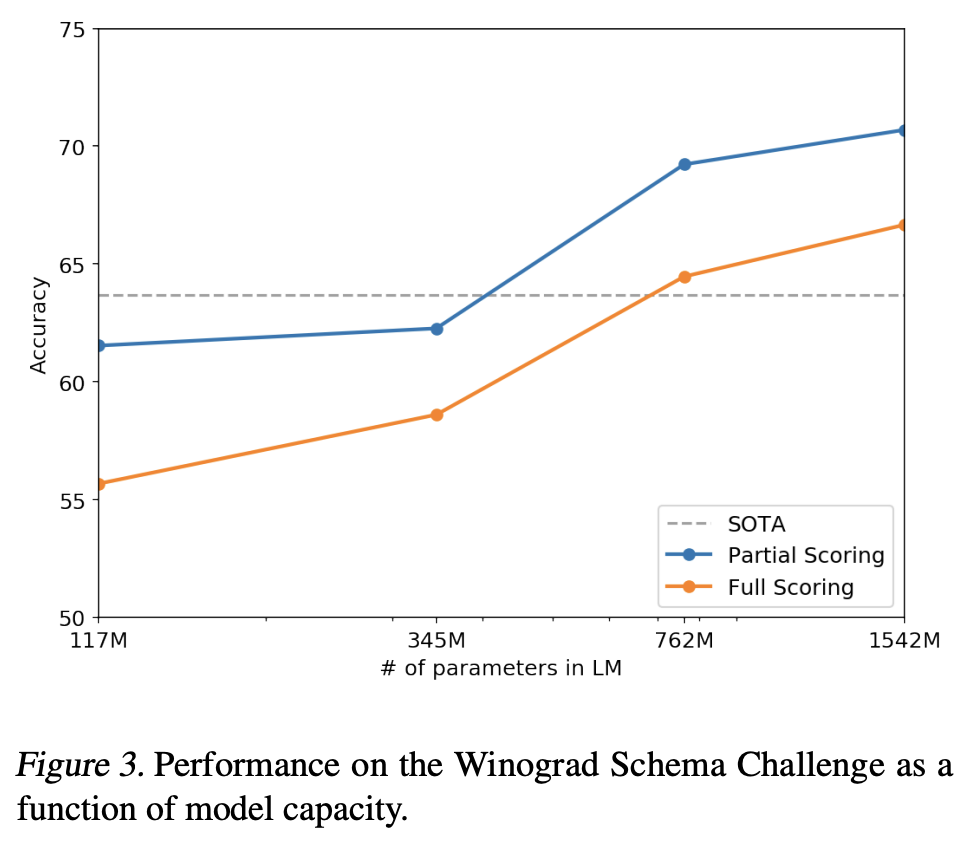 75
70
65
60
55
50
Accuracy
SOTA
Partial Scoring
Full Scoring
117M 345M 762M 1542M
# of parameters in LM
Figure 3. Performance on the Winograd Schema Challenge as a
function of model capacity.